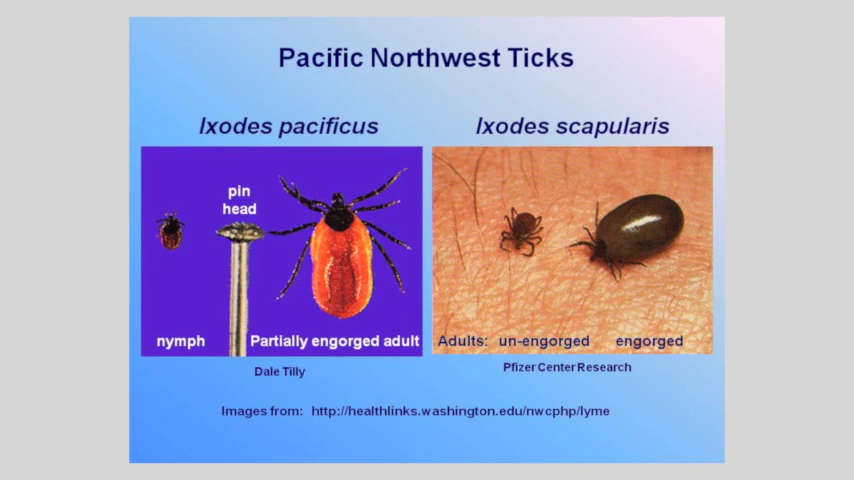 Pacific Northwest Ticks
Ixodes pacificus
Ixodes scapularis
pin
head
nymph
Partially engorged adult
Adults: un-engorged engorged
Dale Tilly
Pfizer Center Research
Images from: http://healthlinks.washington.edu/nwcphp/lyme